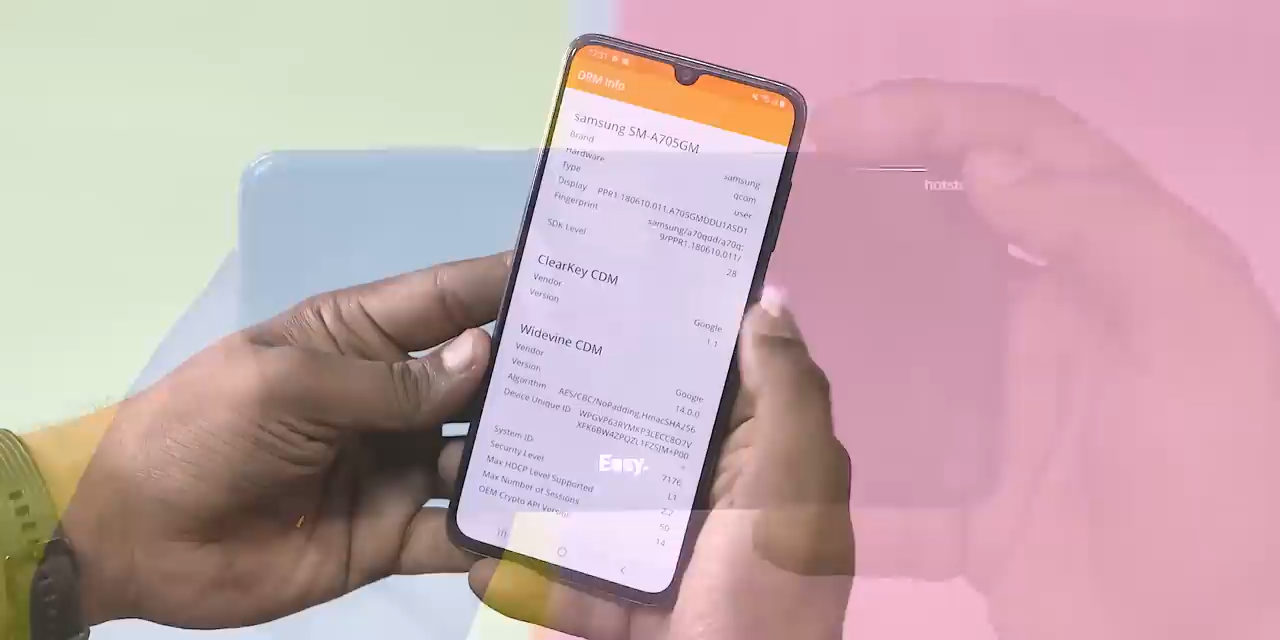 DRM Info
samsung SM-A705GM
Brand samsung
Hardware qcom
Type user
Display PPR1.180610.011.A705GMDDU1ASD1
Fingerprint samsung/a70qdd/a70q:
9/PPR1.180610.011/
SDK Level 28
ClearKey CDM
Vendor Google
Version 1.1
Widevine CDM
Vendor Google
Version 14.0.0
Algorithm AES/CBC/NoPadding,HmacSHA256
Device Unique ID
System ID 7176
Security Level L1
Max HDCP Level Supported 2.2
Max Number of Sessions 50
OEM Crypto Api Version 14
Easy.